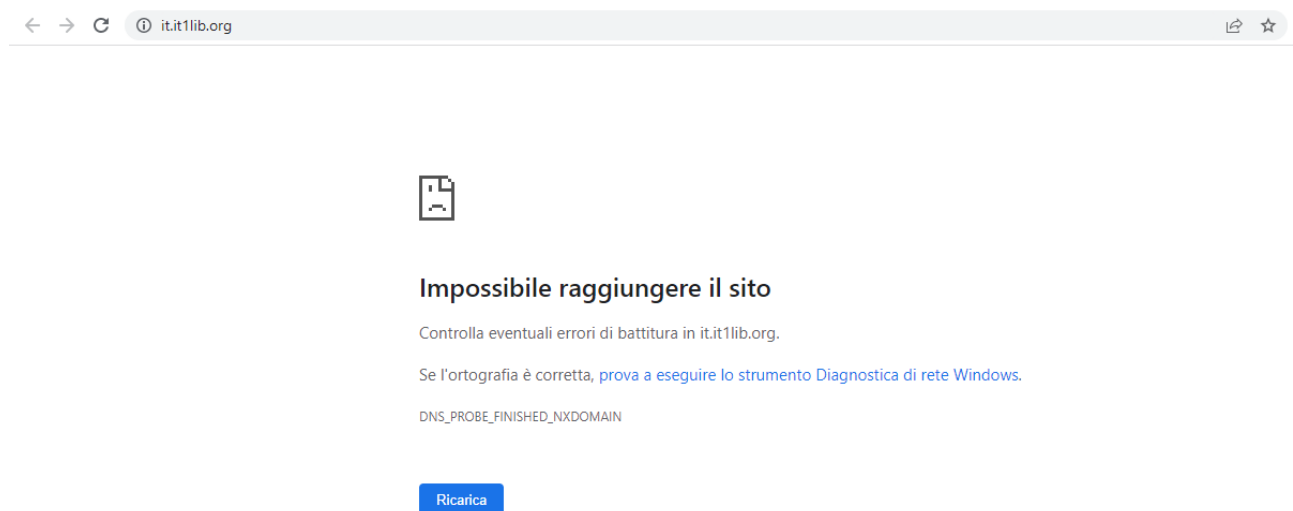 it.it1lib.org
Impossibile raggiungere il sito
Controlla eventuali errori di battitura in it.it1lib.org.
Se l'ortografia è corretta, prova a eseguire lo strumento Diagnostica di rete Windows.
DNS_PROBE_FINISHED_NXDOMAIN
Ricarica